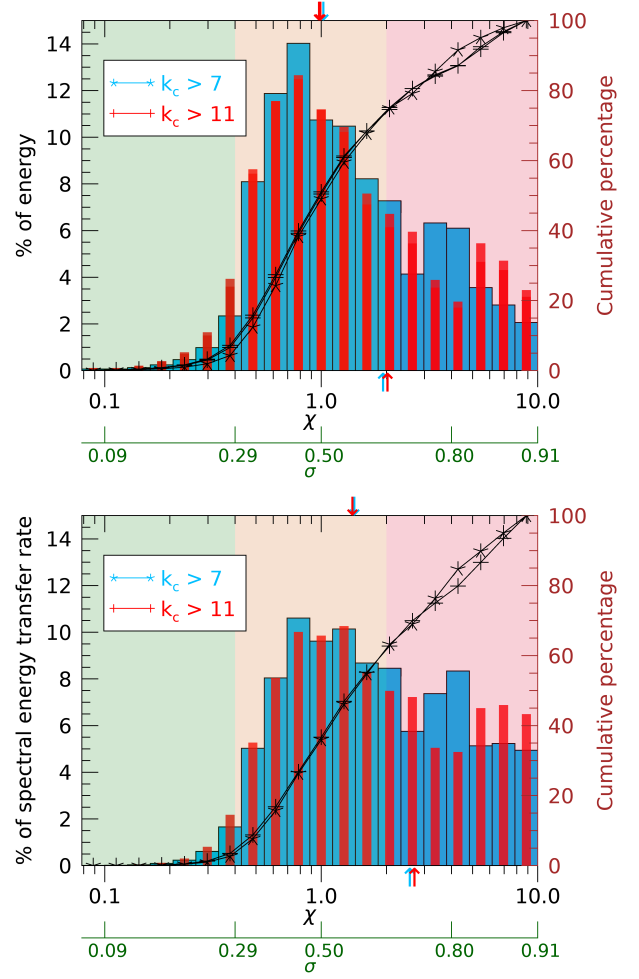 % of energy
14
12
10
8
6
4
2
0
k_c > 7
k_c > 11
100
80
60
40
20
0
Cumulative percentage
0.1 1.0 10.0
χ
0.09 0.29 0.50 0.80 0.91
σ
% of spectral energy transfer rate
14
12
10
8
6
4
2
0
k_c > 7
k_c > 11
100
80
60
40
20
0
Cumulative percentage
0.1 1.0 10.0
χ
0.09 0.29 0.50 0.80 0.91
σ